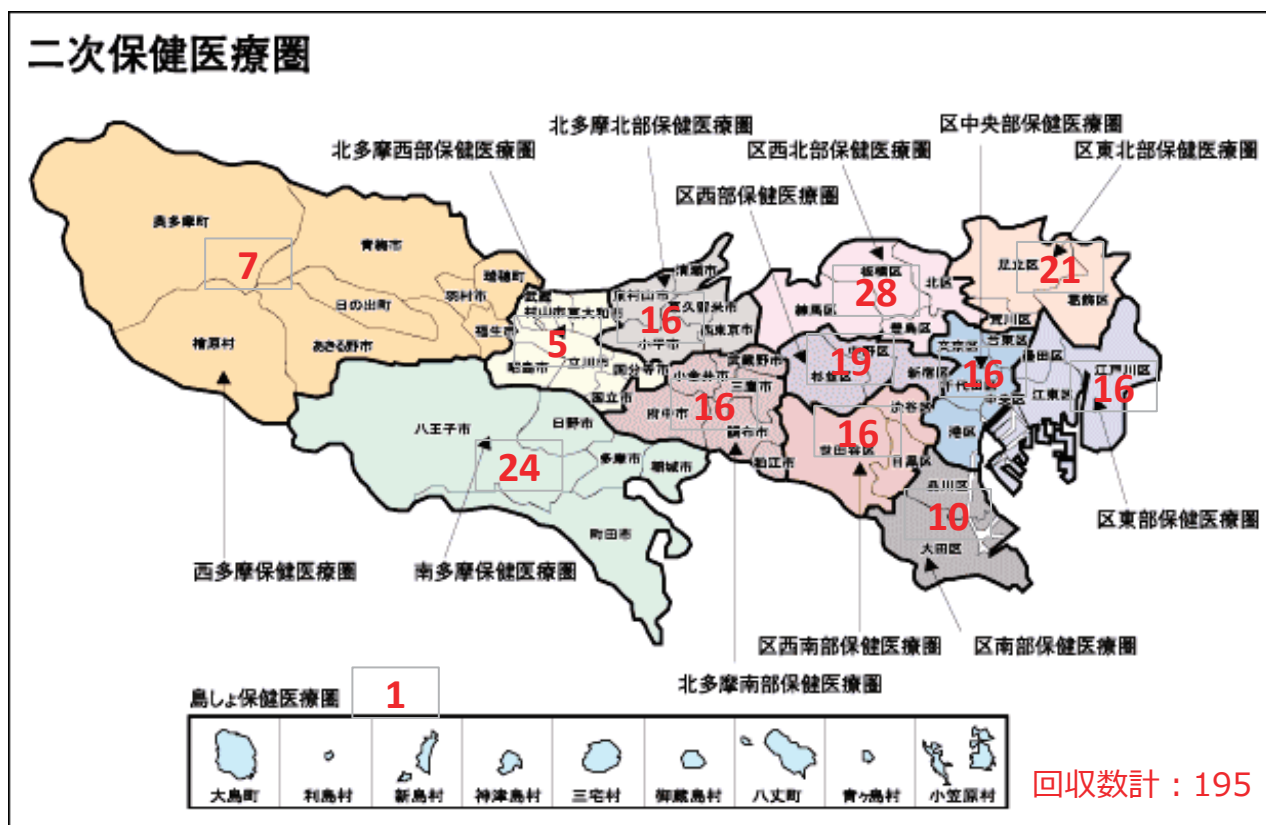 二次保健医療圏
北多摩北部保健医療圏
区中央部保健医療圏
北多摩西部保健医療圏
区西北部保健医療圏
区東北部保健医療圏
区西部保健医療圏
奥多摩町
青梅市
瑞穂町
羽村市
日の出町
福生市
あきる野市
檜原村
7
武蔵
村山市
東大和市
立川市
昭島市
国分寺市
国立市
5
清瀬市
東村山市
東久留米市
西東京市
小平市
16
板橋区
北区
練馬区
豊島区
28
足立区
葛飾区
荒川区
21
中野区
杉並区
新宿区
19
文京区
台東区
千代田区
中央区
港区
16
墨田区
江東区
江戸川区
16
武蔵野市
小金井市
三鷹市
府中市
調布市
狛江市
16
渋谷区
世田谷区
目黒区
16
八王子市
日野市
多摩市
稲城市
町田市
24
品川区
大田区
10
区東部保健医療圏
西多摩保健医療圏
南多摩保健医療圏
区西南部保健医療圏
区南部保健医療圏
北多摩南部保健医療圏
島しょ保健医療圏
1
大島町
利島村
新島村
神津島村
三宅村
御蔵島村
八丈町
青ヶ島村
小笠原村
回収数計：195